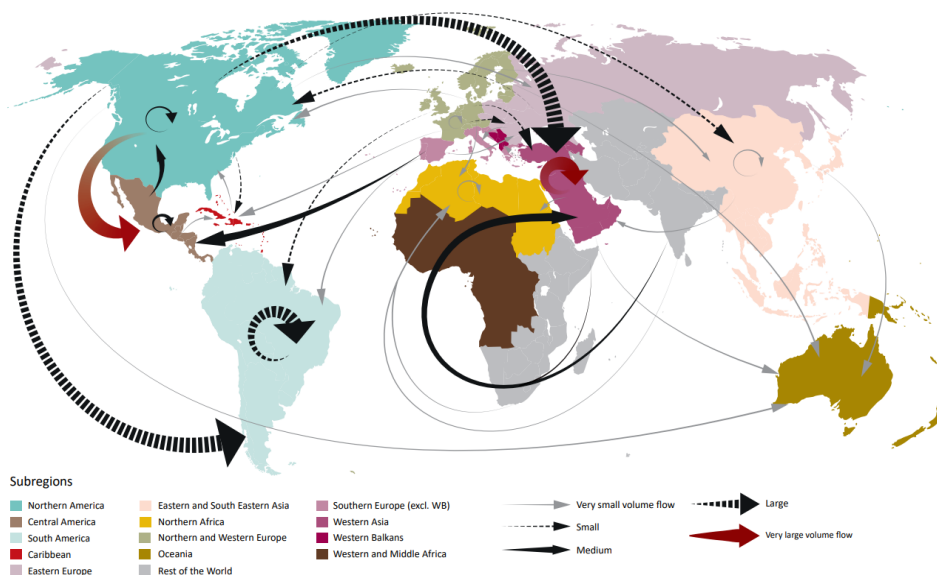 Subregions
Northern America
Central America
South America
Caribbean
Eastern Europe
Eastern and South Eastern Asia
Northern Africa
Northern and Western Europe
Oceania
Rest of the World
Southern Europe (excl. WB)
Western Asia
Western Balkans
Western and Middle Africa
Very small volume flow
Small
Medium
Large
Very large volume flow